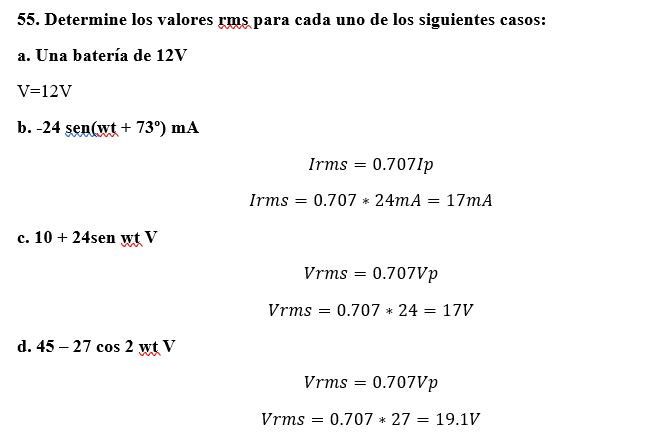 55. Determine los valores rms para cada uno de los siguientes casos:
a. Una batería de 12V
V=12V
b. -24 sen(wt + 73º) mA
Irms = 0.707Ip
Irms = 0.707 ∗ 24mA = 17mA
c. 10 + 24sen wt V
Vrms = 0.707Vp
Vrms = 0.707 ∗ 24 = 17V
d. 45 – 27 cos 2 wt V
Vrms = 0.707Vp
Vrms = 0.707 ∗ 27 = 19.1V